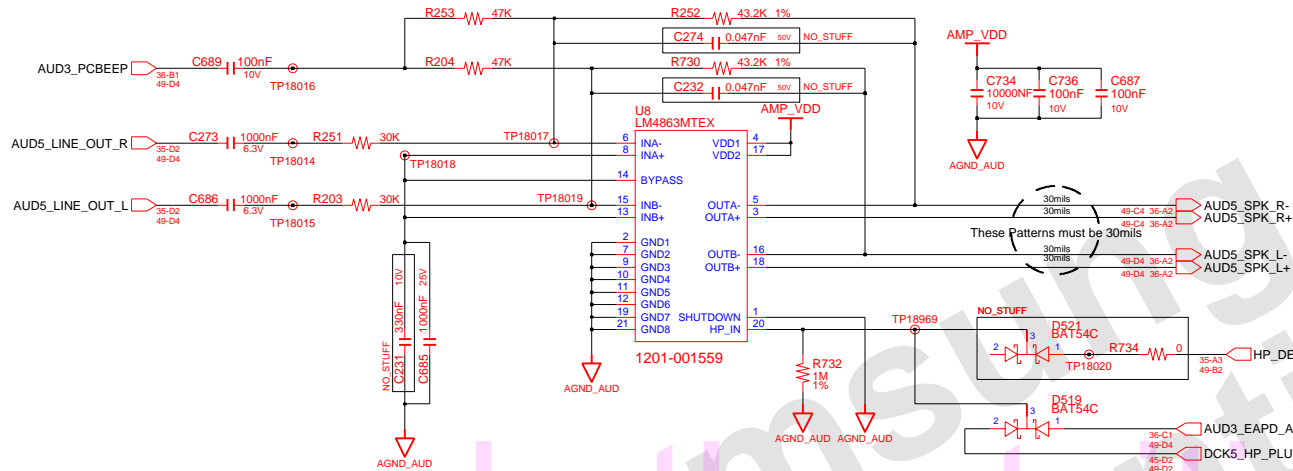 R253 47K
R252 43.2K 1%
C274 0.047nF 50V NO_STUFF
AUD3_PCBEEP
36-B1
49-D4
C689 100nF
10V
TP18016
R204 47K
R730 43.2K 1%
C232 0.047nF 50V NO_STUFF
AMP_VDD
C734
10000NF
10V
C736
100nF
10V
C687
100nF
10V
AGND_AUD
U8
LM4863MTEX
AMP_VDD
AUD5_LINE_OUT_R
35-D2
49-D4
C273 1000nF
6.3V
TP18014
R251 30K
TP18017
TP18018
6 INA-
8 INA+
VDD1 4
VDD2 17
14 BYPASS
AUD5_LINE_OUT_L
35-D2
49-D4
C686 1000nF
6.3V
TP18015
R203 30K
TP18019
15 INB-
13 INB+
OUTA- 5
OUTA+ 3
30mils
30mils
49-C4 36-A2
49-D4 36-A2
AUD5_SPK_R-
AUD5_SPK_R+
These Patterns must be 30mils
2 GND1
7 GND2
9 GND3
10 GND4
11 GND5
12 GND6
19 GND7
21 GND8
OUTB- 16
OUTB+ 18
30mils
30mils
49-D4 36-A2
49-D4 36-A2
AUD5_SPK_L-
AUD5_SPK_L+
SHUTDOWN 1
HP_IN 20
1201-001559
NO_STUFF
C231 330nF 10V
C685 1000nF 25V
AGND_AUD
AGND_AUD
TP18969
R732
1M
1%
AGND_AUD
AGND_AUD
NO_STUFF
D521
BAT54C
2
3
1
TP18020
R734 0
35-A3
49-B2
HP_DE
D519
BAT54C
2
3
1
36-C1
49-D4
AUD3_EAPD_A
45-D2
49-D2
DCK5_HP_PLU
msung